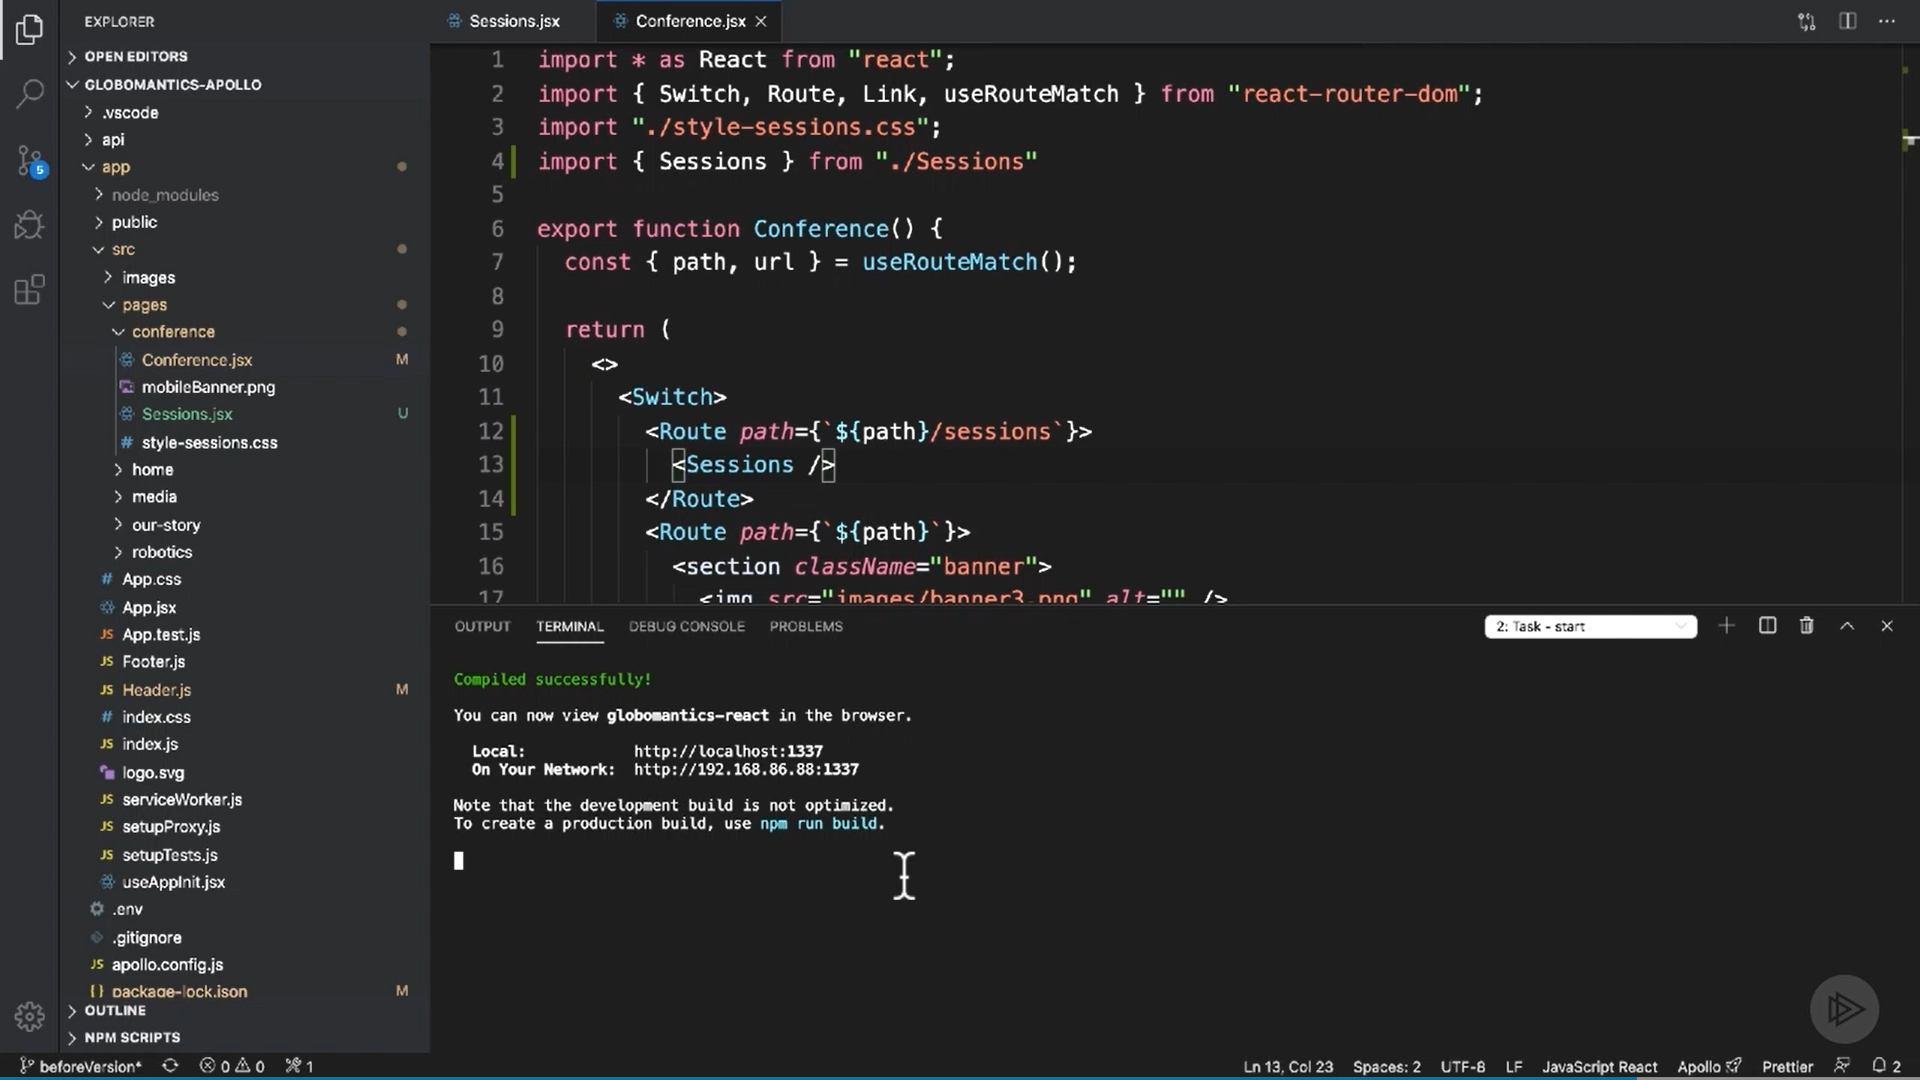 EXPLORER
OPEN EDITORS
GLOBOMANTICS-APOLLO
.vscode
api
app
node_modules
public
src
images
pages
conference
Conference.jsx M
mobileBanner.png
Sessions.jsx U
style-sessions.css
home
media
our-story
robotics
App.css
App.jsx
App.test.js
Footer.js
Header.js M
index.css
index.js
logo.svg
serviceWorker.js
setupProxy.js
setupTests.js
useAppInit.jsx
.env
.gitignore
apollo.config.js
package-lock.json M
OUTLINE
NPM SCRIPTS
5
Sessions.jsx Conference.jsx
1 import * as React from "react";
2 import { Switch, Route, Link, useRouteMatch } from "react-router-dom";
3 import "./style-sessions.css";
4 import { Sessions } from "./Sessions"
5
6 export function Conference() {
7 const { path, url } = useRouteMatch();
8
9 return (
10 <>
11 <Switch>
12 <Route path={`${path}/sessions`}>
13 <Sessions />
14 </Route>
15 <Route path={`${path}`}>
16 <section className="banner">
17 <img src="images/banner3.png" alt="" />
OUTPUT TERMINAL DEBUG CONSOLE PROBLEMS 2: Task - start
Compiled successfully!
You can now view globomantics-react in the browser.
Local: http://localhost:1337
On Your Network: http://192.168.86.88:1337
Note that the development build is not optimized.
To create a production build, use npm run build.
beforeVersion* 0 0 1 Ln 13, Col 23 Spaces: 2 UTF-8 LF JavaScript React Apollo Prettier 2